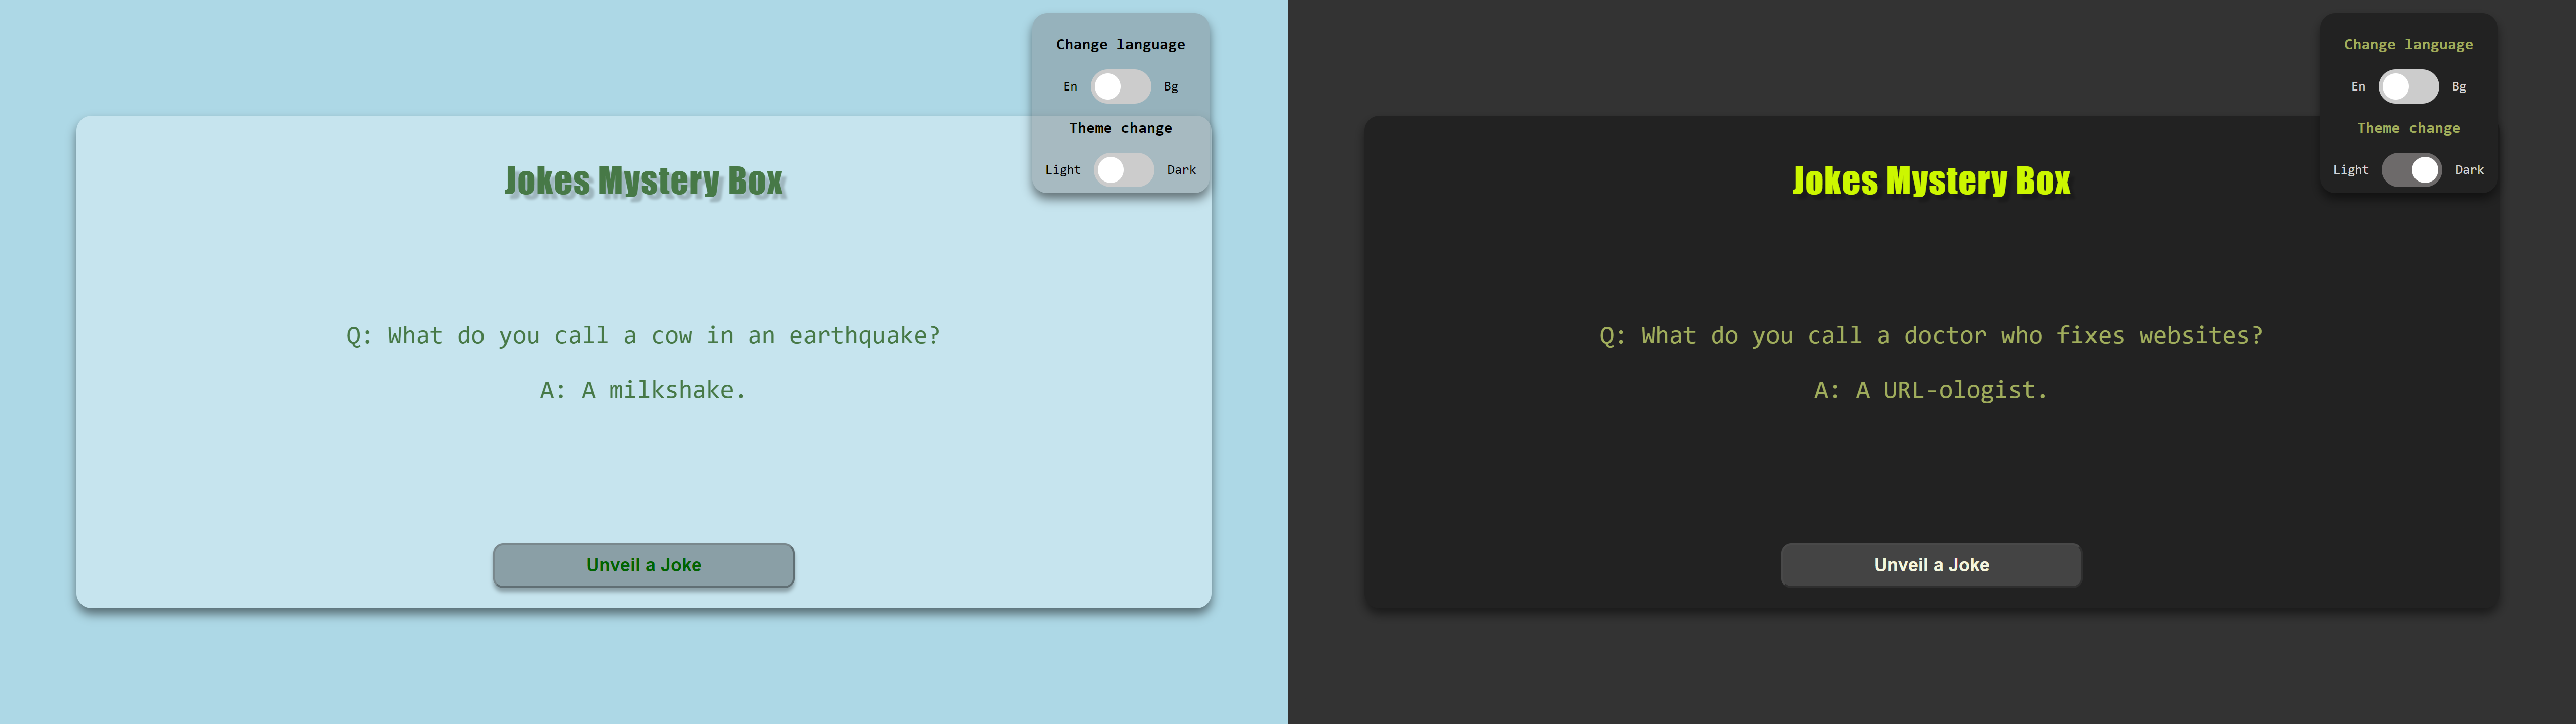 Change language
En Bg
Theme change
Light Dark
Jokes Mystery Box
Q: What do you call a cow in an earthquake?
A: A milkshake.
Unveil a Joke
Change language
En Bg
Theme change
Light Dark
Jokes Mystery Box
Q: What do you call a doctor who fixes websites?
A: A URL-ologist.
Unveil a Joke